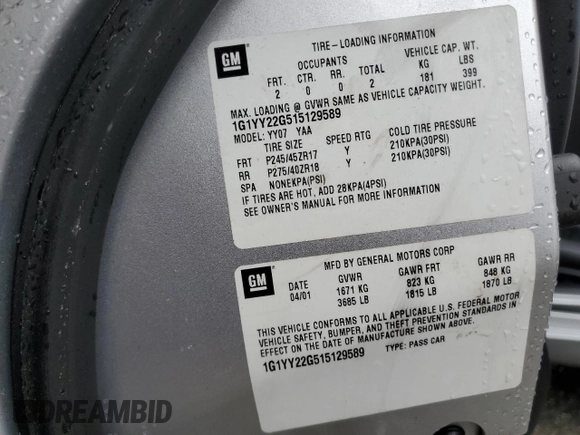 GM
TIRE-LOADING INFORMATION
OCCUPANTS VEHICLE CAP. WT.
FRT. CTR. RR. TOTAL KG LBS
2 0 0 2 181 399
MAX. LOADING @ GVWR SAME AS VEHICLE CAPACITY WEIGHT.
1G1YY22G515129589
MODEL: YY07 YAA
TIRE SIZE SPEED RTG COLD TIRE PRESSURE
FRT P245/45ZR17 Y 210KPA(30PSI)
RR P275/40ZR18 Y 210KPA(30PSI)
SPA NONEKPA(PSI)
IF TIRES ARE HOT, ADD 28KPA(4PSI)
SEE OWNER'S MANUAL FOR MORE INFORMATION
GM
MFD BY GENERAL MOTORS CORP
DATE GVWR GAWR FRT GAWR RR
04/01 1671 KG 823 KG 848 KG
3685 LB 1815 LB 1870 LB
THIS VEHICLE CONFORMS TO ALL APPLICABLE U.S. FEDERAL MOTOR
VEHICLE SAFETY, BUMPER, AND THEFT PREVENTION STANDARDS IN
EFFECT ON THE DATE OF MANUFACTURE SHOWN ABOVE.
1G1YY22G515129589 TYPE: PASS CAR
DREAMBID